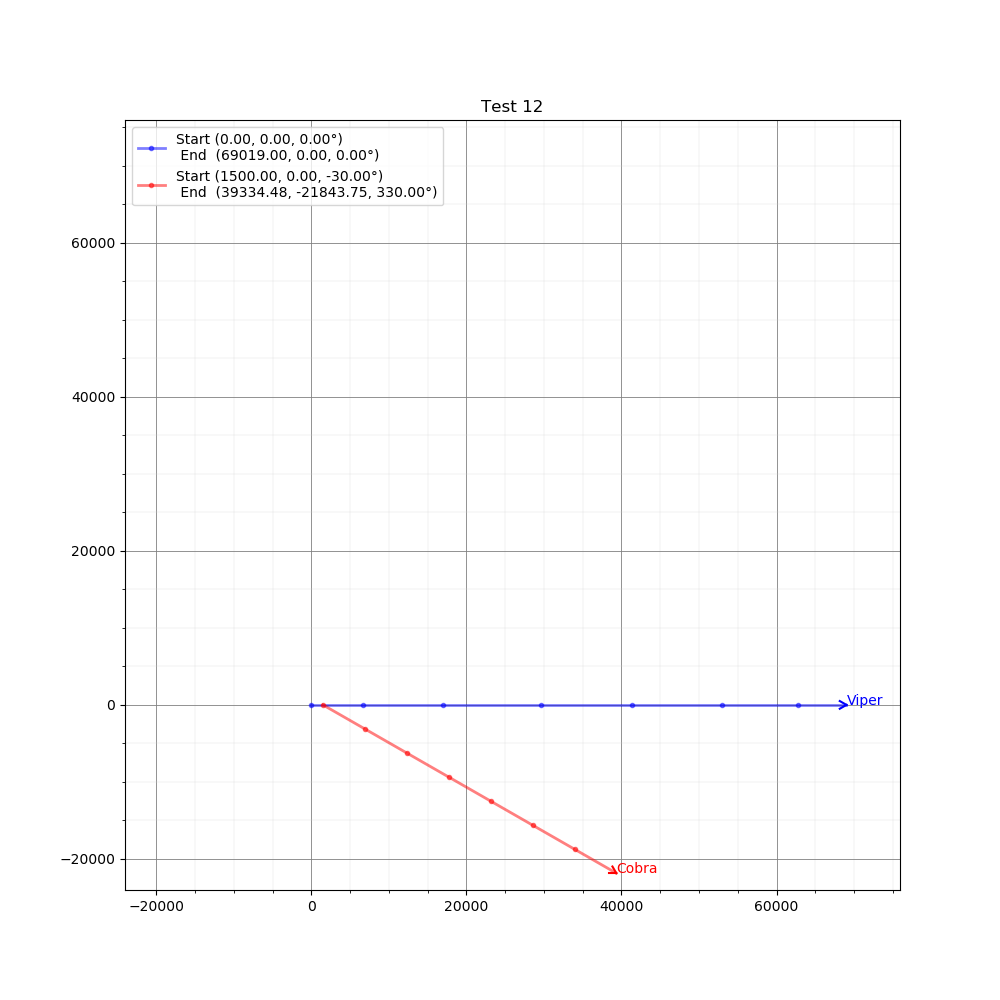 Test 12
Start (0.00, 0.00, 0.00°)
End (69019.00, 0.00, 0.00°)
Start (1500.00, 0.00, -30.00°)
End (39334.48, -21843.75, 330.00°)
60000
40000
20000
0
−20000
Viper
Cobra
−20000
0
20000
40000
60000